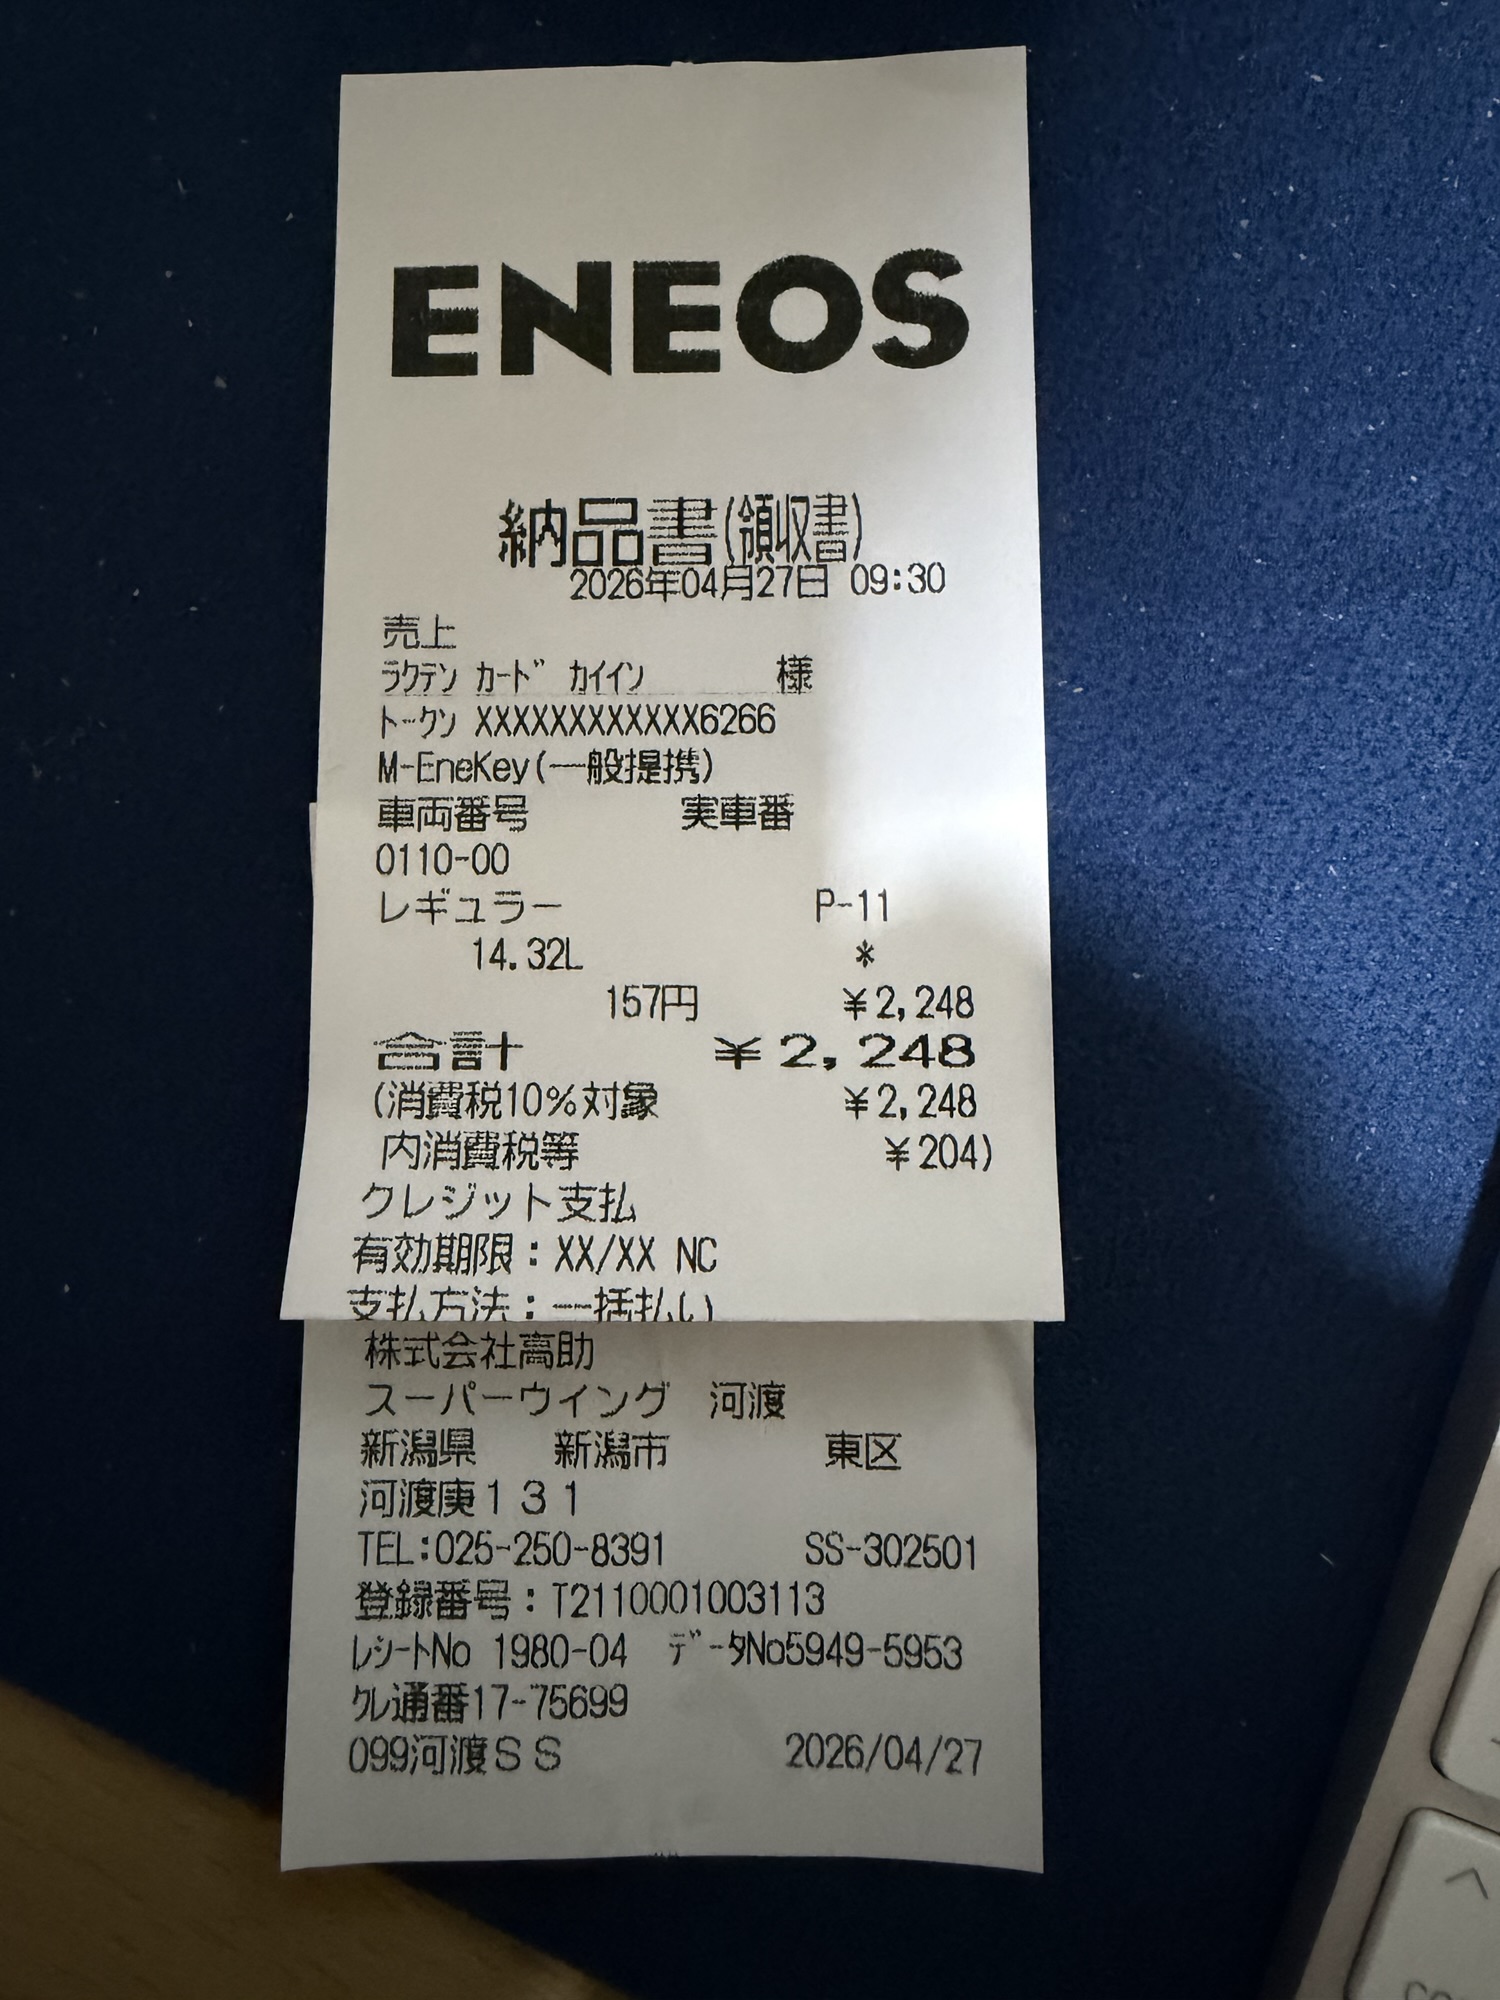 ENEOS
納品書(領収書)
2026年04月27日 09:30
売上
ﾗｸﾃﾝ ｶｰﾄﾞ ｶｲｲﾝ 様
ﾄｰｸﾝ XXXXXXXXXXXX6266
M-EneKey(一般提携)
車両番号 実車番
0110-00
レギュラー P-11
14.32L *
157円 ¥2,248
合計 ¥2,248
(消費税10%対象 ¥2,248
内消費税等 ¥204)
クレジット支払
有効期限:XX/XX NC
支払方法:一括払い
株式会社高助
スーパーウイング 河渡
新潟県 新潟市 東区
河渡庚131
TEL:025-250-8391 SS-302501
登録番号:T2110001003113
ﾚｼｰﾄNo 1980-04 ﾃﾞｰﾀNo5949-5953
ｸﾚ通番17-75699
099河渡SS 2026/04/27